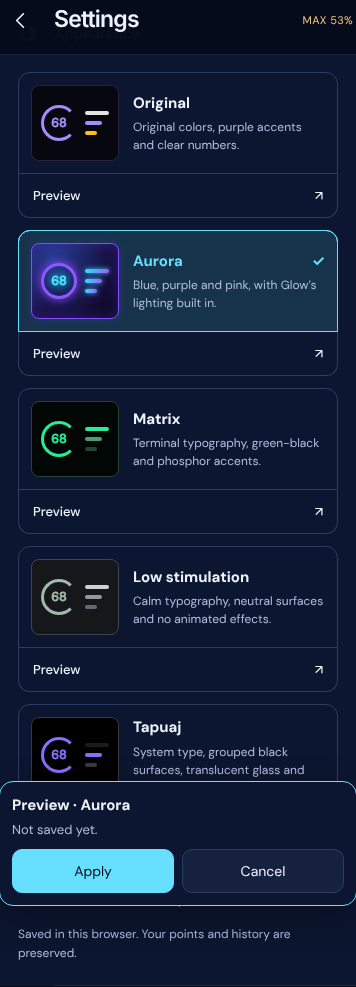 Settings
MAX 53%
Appearance
68
Original
Original colors, purple accents
and clear numbers.
Preview
68
Aurora
Blue, purple and pink, with Glow's
lighting built in.
Preview
68
Matrix
Terminal typography, green-black
and phosphor accents.
Preview
68
Low stimulation
Calm typography, neutral surfaces
and no animated effects.
Preview
68
Tapuaj
System type, grouped black
surfaces, translucent glass and
Preview · Aurora
Not saved yet.
Apply
Cancel
Saved in this browser. Your points and history are
preserved.